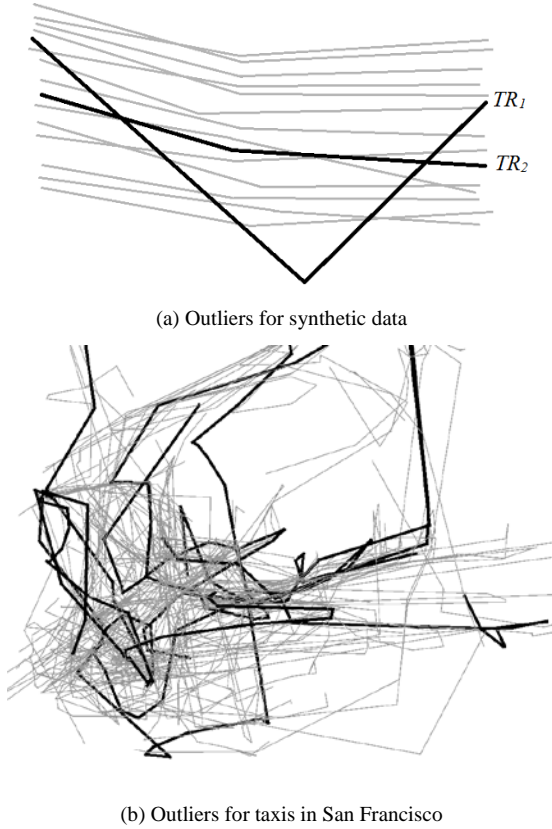 TR1
TR2
(a) Outliers for synthetic data
(b) Outliers for taxis in San Francisco